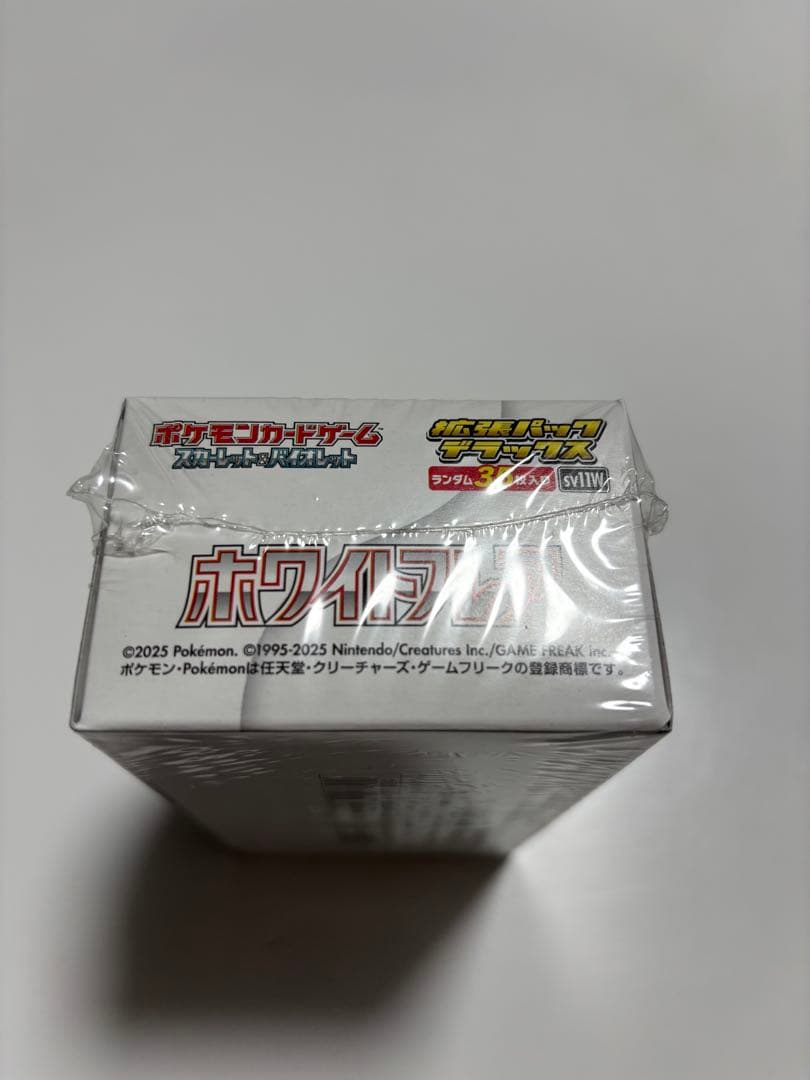 ポケモンカードゲーム
スカーレット&バイオレット
拡張パック
デラックス
ランダム35枚入り
sv11W
ホワイトフレア
©2025 Pokémon. ©1995-2025 Nintendo/Creatures Inc./GAME FREAK inc.
ポケモン・Pokémonは任天堂・クリーチャーズ・ゲームフリークの登録商標です。